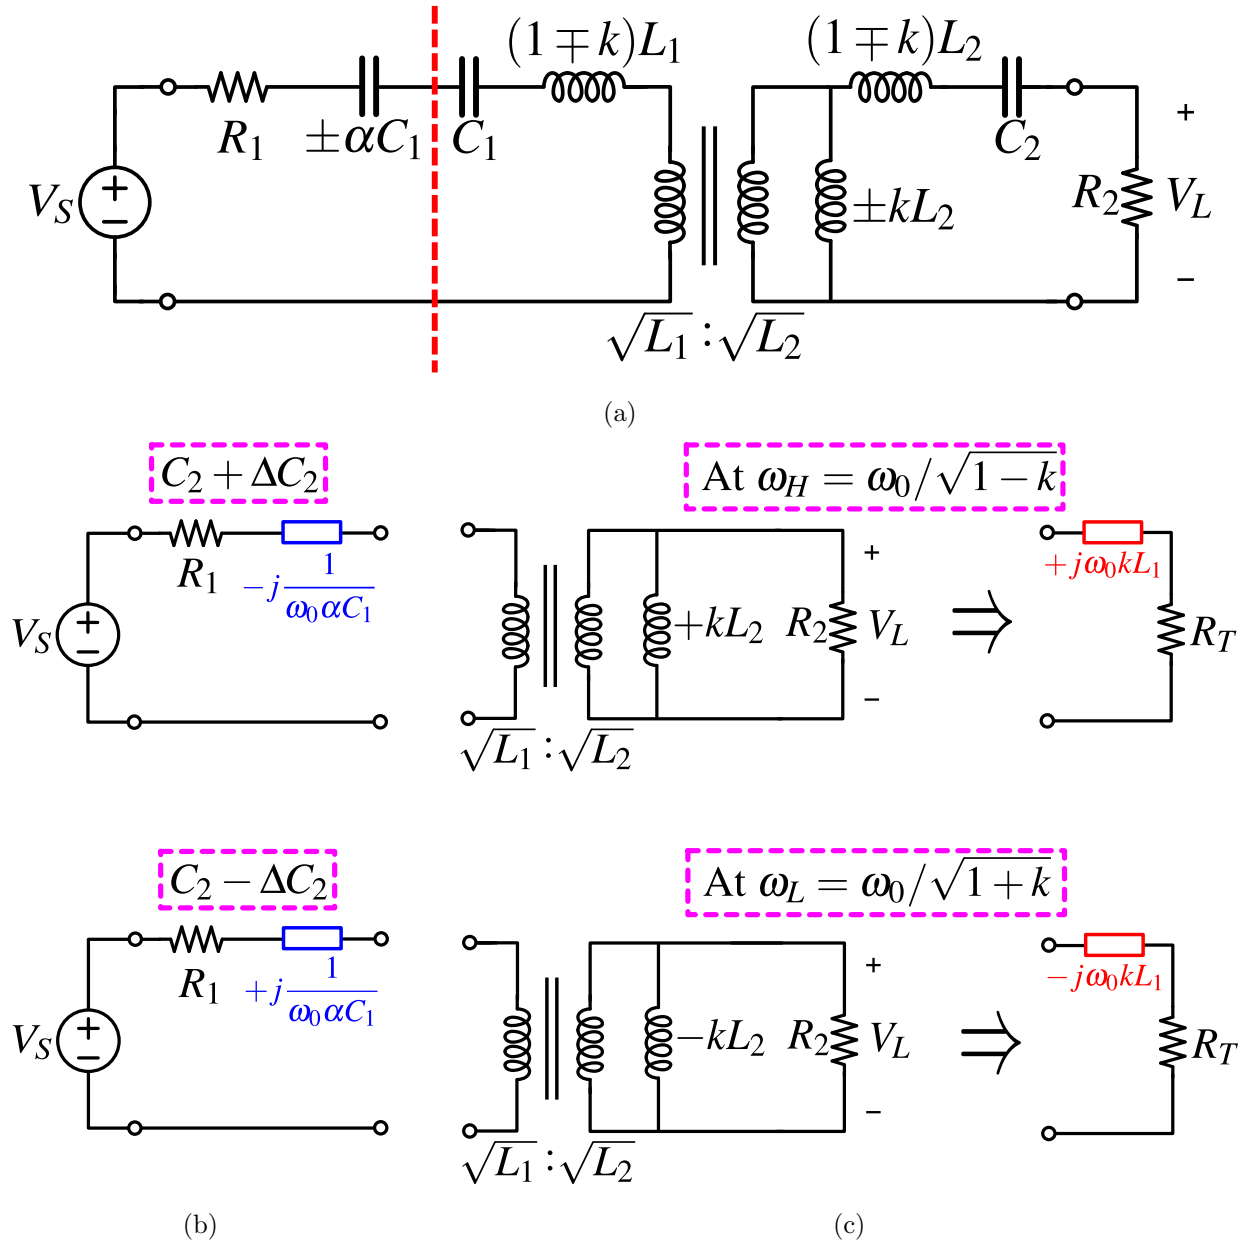 (1 ∓ k)L₁ (1 ∓ k)L₂
R₁ ±αC₁ C₁ C₂
V_S + − ±kL₂ R₂ + V_L −
√L₁ : √L₂
(a)
C₂ + ΔC₂ At ω_H = ω₀/√(1 − k)
R₁ −j 1/(ω₀αC₁) +jω₀kL₁
V_S + − +kL₂ R₂ + V_L − ⇒ R_T
√L₁ : √L₂
C₂ − ΔC₂ At ω_L = ω₀/√(1 + k)
R₁ +j 1/(ω₀αC₁) −jω₀kL₁
V_S + − −kL₂ R₂ + V_L − ⇒ R_T
√L₁ : √L₂
(b) (c)